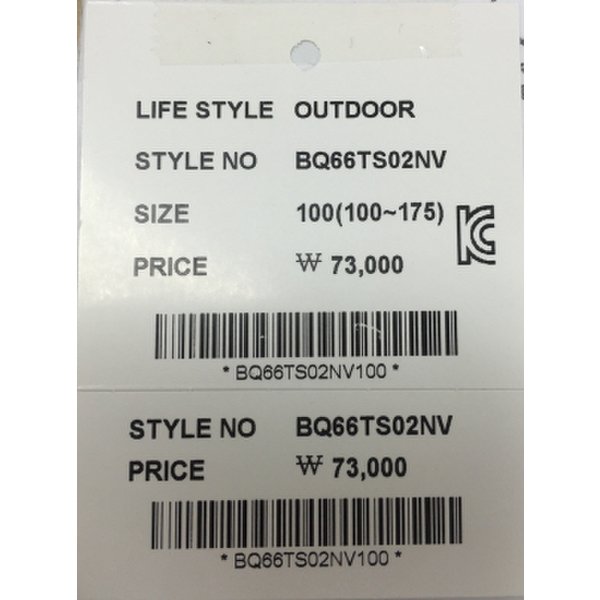 LIFE STYLE OUTDOOR
STYLE NO BQ66TS02NV
SIZE 100(100~175)
PRICE ₩ 73,000
* BQ66TS02NV100 *
STYLE NO BQ66TS02NV
PRICE ₩ 73,000
* BQ66TS02NV100 *